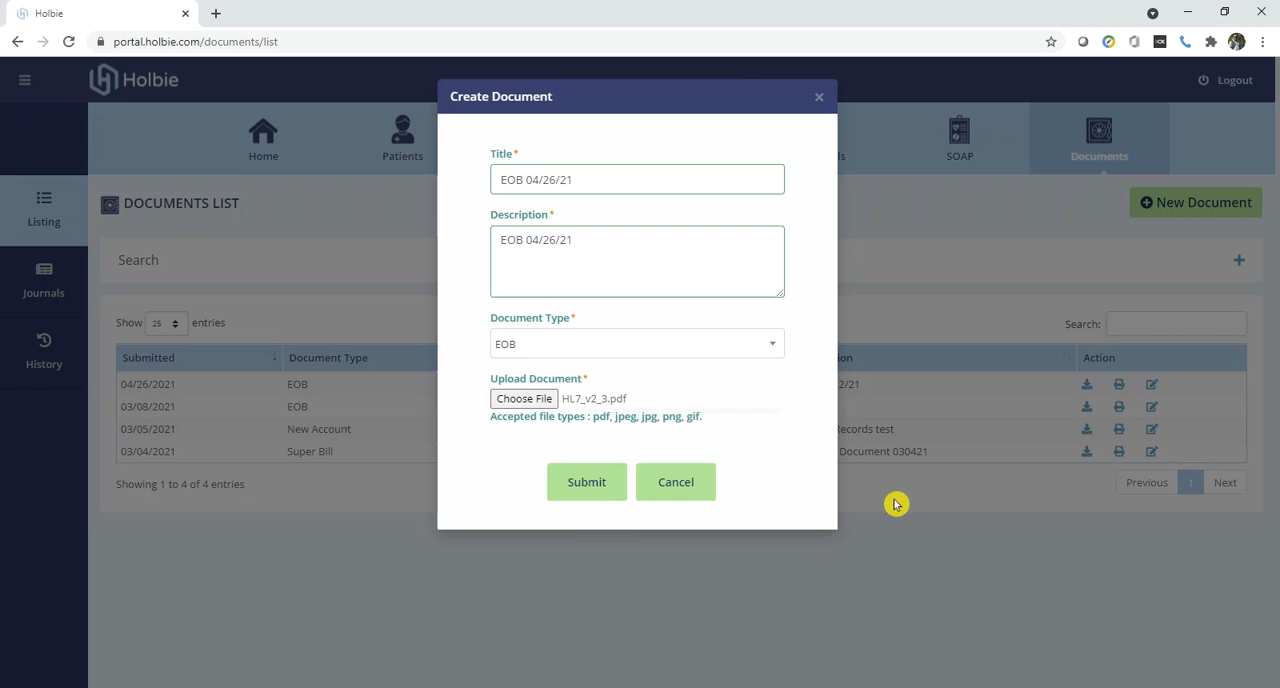 Holbie
portal.holbie.com/documents/list
Holbie
Logout
Home
Patients
ls
SOAP
Documents
Listing
Journals
History
DOCUMENTS LIST
New Document
Search
Show 25 entries
Search:
Submitted Document Type ion Action
04/26/2021 EOB 2/21
03/08/2021 EOB
03/05/2021 New Account Records test
03/04/2021 Super Bill Document 030421
Showing 1 to 4 of 4 entries
Previous 1 Next
Create Document
Title*
EOB 04/26/21
Description*
EOB 04/26/21
Document Type*
EOB
Upload Document*
Choose File HL7_v2_3.pdf
Accepted file types : pdf, jpeg, jpg, png, gif.
Submit
Cancel